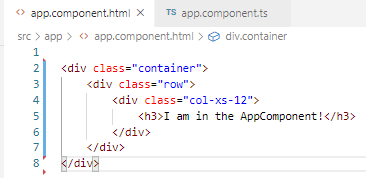 app.component.html × TS app.component.ts
src > app > <> app.component.html > div.container
1
2 <div class="container">
3 <div class="row">
4 <div class="col-xs-12">
5 <h3>I am in the AppComponent!</h3>
6 </div>
7 </div>
8 </div>